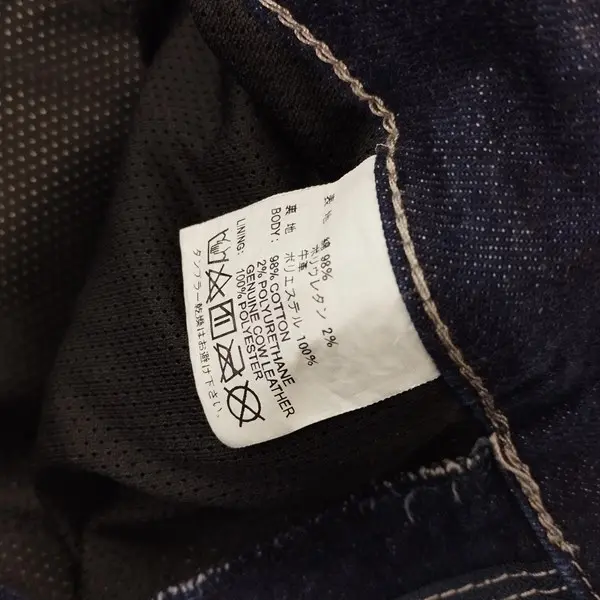 表 地 綿 98%
ポリウレタン 2%
牛革
裏 地 ポリエステル 100%
BODY: 98% COTTON
2% POLYURETHANE
GENUINE COW LEATHER
LINING: 100% POLYESTER
タンブラー乾燥はお避け下さい。